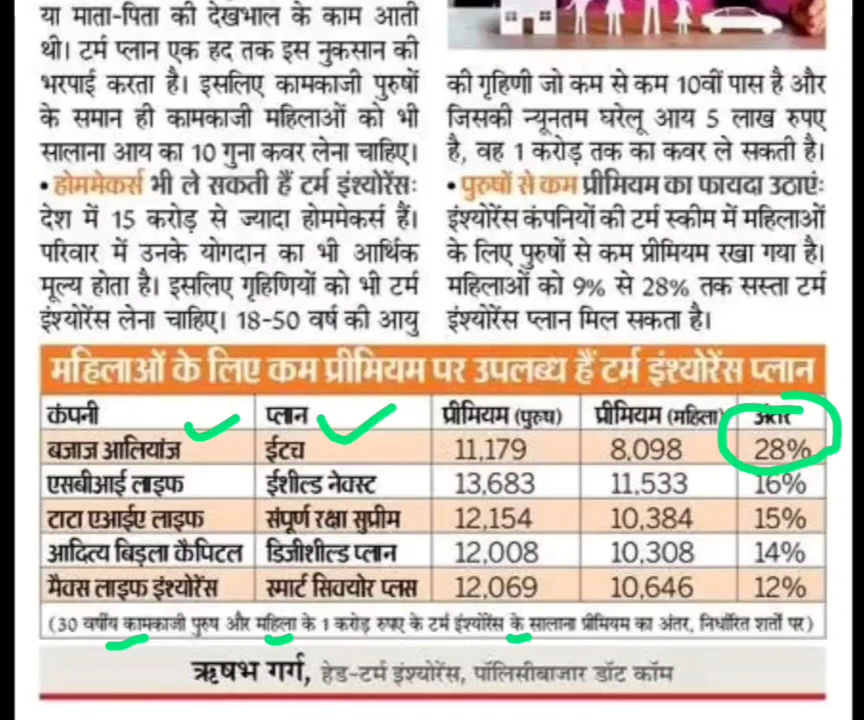 या माता-पिता की देखभाल के काम आती
थी। टर्म प्लान एक हद तक इस नुकसान की
भरपाई करता है। इसलिए कामकाजी पुरुषों
के समान ही कामकाजी महिलाओं को भी
सालाना आय का 10 गुना कवर लेना चाहिए।
• होममेकर्स भी ले सकती हैं टर्म इंश्योरेंसः
देश में 15 करोड़ से ज्यादा होममेकर्स हैं।
परिवार में उनके योगदान का भी आर्थिक
मूल्य होता है। इसलिए गृहिणियों को भी टर्म
इंश्योरेंस लेना चाहिए। 18-50 वर्ष की आयु
की गृहिणी जो कम से कम 10वीं पास है और
जिसकी न्यूनतम घरेलू आय 5 लाख रुपए
है, वह 1 करोड़ तक का कवर ले सकती है।
• पुरुषों से कम प्रीमियम का फायदा उठाएंः
इंश्योरेंस कंपनियों की टर्म स्कीम में महिलाओं
के लिए पुरुषों से कम प्रीमियम रखा गया है।
महिलाओं को 9% से 28% तक सस्ता टर्म
इंश्योरेंस प्लान मिल सकता है।
महिलाओं के लिए कम प्रीमियम पर उपलब्ध हैं टर्म इंश्योरेंस प्लान
कंपनी प्लान प्रीमियम (पुरुष) प्रीमियम (महिला) अंतर
बजाज आलियांज ईटच 11,179 8,098 28%
एसबीआई लाइफ ईशील्ड नेक्स्ट 13,683 11,533 16%
टाटा एआईए लाइफ संपूर्ण रक्षा सुप्रीम 12,154 10,384 15%
आदित्य बिड़ला कैपिटल डिजीशील्ड प्लान 12,008 10,308 14%
मैक्स लाइफ इंश्योरेंस स्मार्ट सिक्योर प्लस 12,069 10,646 12%
(30 वर्षीय कामकाजी पुरुष और महिला के 1 करोड़ रुपए के टर्म इंश्योरेंस के सालाना प्रीमियम का अंतर, निर्धारित शर्तों पर)
ऋषभ गर्ग, हेड-टर्म इंश्योरेंस, पॉलिसीबाजार डॉट कॉम